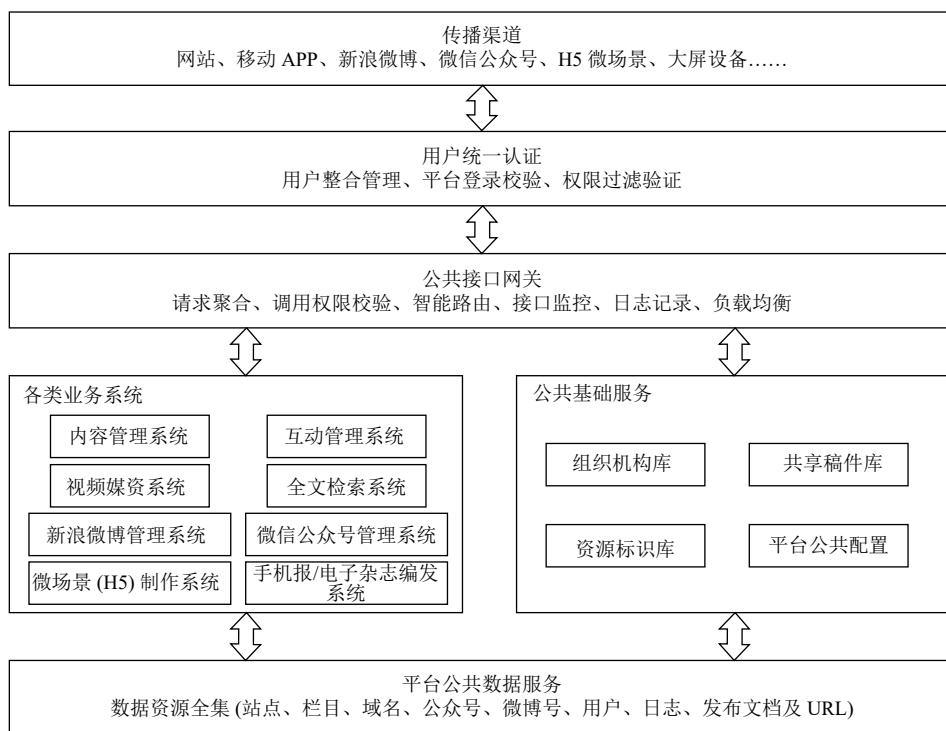 传播渠道
网站、移动 APP、新浪微博、微信公众号、H5 微场景、大屏设备……
用户统一认证
用户整合管理、平台登录校验、权限过滤验证
公共接口网关
请求聚合、调用权限校验、智能路由、接口监控、日志记录、负载均衡
各类业务系统
内容管理系统
互动管理系统
视频媒资系统
全文检索系统
新浪微博管理系统
微信公众号管理系统
微场景 (H5) 制作系统
手机报/电子杂志编发
系统
公共基础服务
组织机构库
共享稿件库
资源标识库
平台公共配置
平台公共数据服务
数据资源全集 (站点、栏目、域名、公众号、微博号、用户、日志、发布文档及 URL)